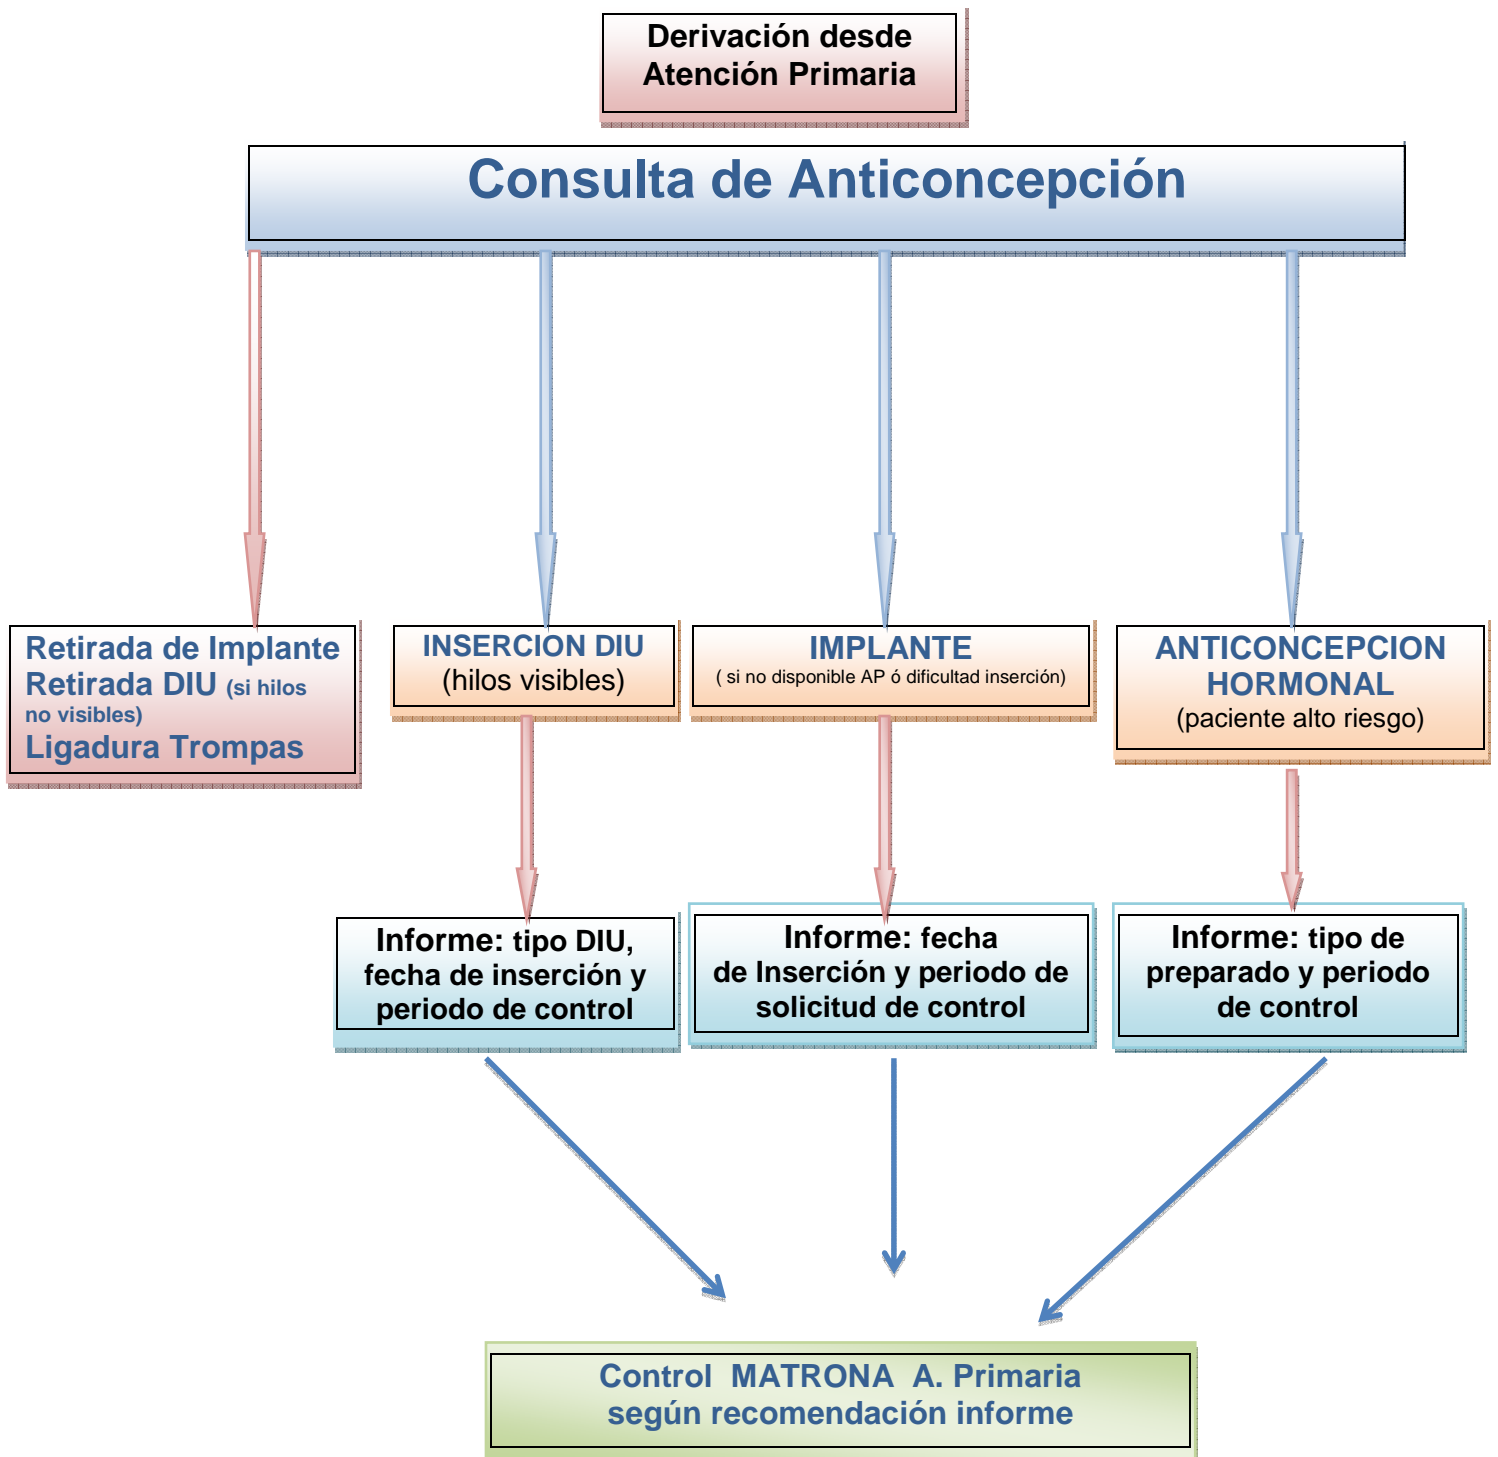 Derivación desde
Atención Primaria
Consulta de Anticoncepción
Retirada de Implante
Retirada DIU (si hilos
no visibles)
Ligadura Trompas
INSERCION DIU
(hilos visibles)
IMPLANTE
( si no disponible AP ó dificultad inserción)
ANTICONCEPCION
HORMONAL
(paciente alto riesgo)
Informe: tipo DIU,
fecha de inserción y
periodo de control
Informe: fecha
de Inserción y periodo de
solicitud de control
Informe: tipo de
preparado y periodo
de control
Control MATRONA A. Primaria
según recomendación informe